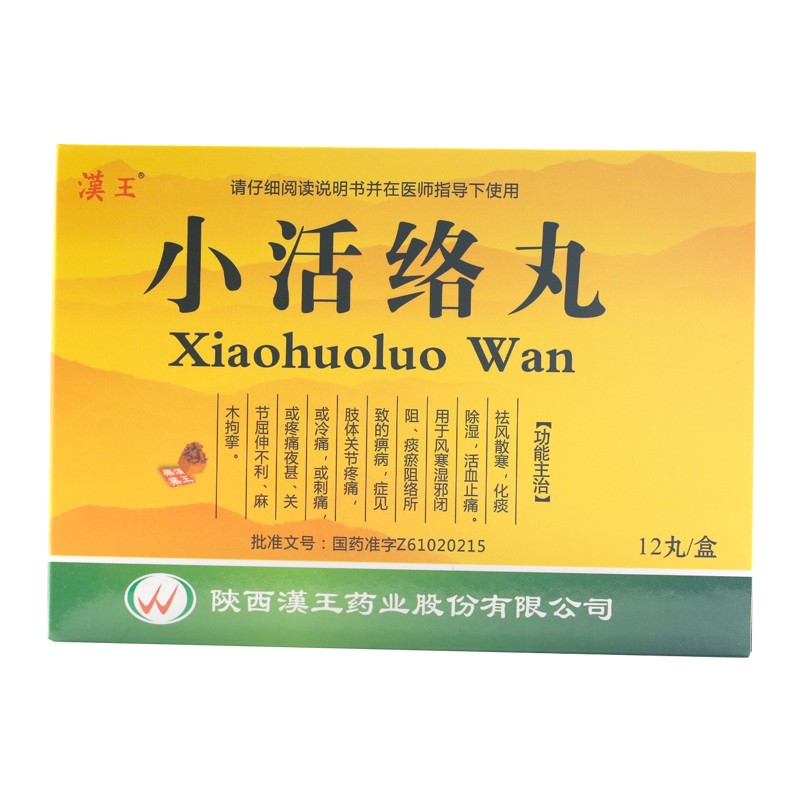 漢王®
请仔细阅读说明书并在医师指导下使用
小活络丸
Xiaohuoluo Wan
【功能主治】
祛风散寒，化痰
除湿，活血止痛。
用于风寒湿邪闭
阻、痰瘀阻络所
致的痹病，症见
肢体关节疼痛，
或冷痛，或刺痛，
或疼痛夜甚、关
节屈伸不利、麻
木拘挛。
批准文号：国药准字Z61020215
12丸/盒
陕西漢王药业股份有限公司